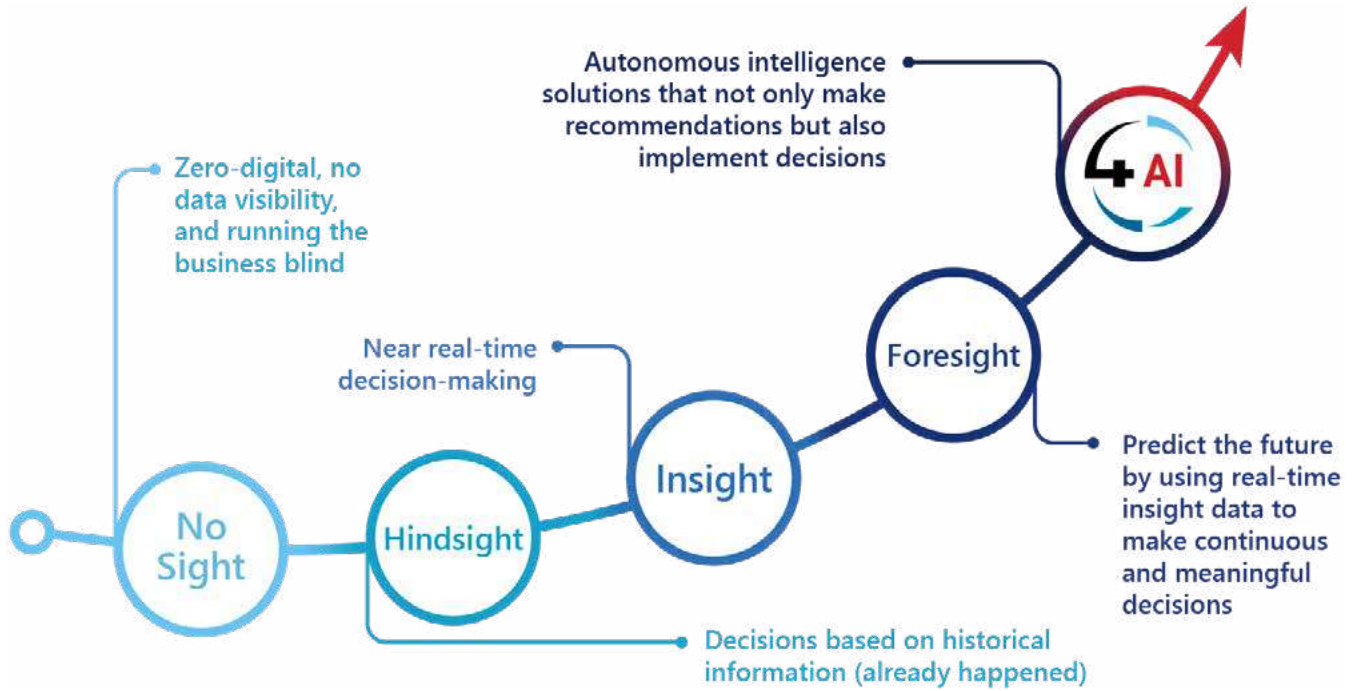 Zero-digital, no
data visibility,
and running the
business blind
No
Sight
Hindsight
Decisions based on historical
information (already happened)
Near real-time
decision-making
Insight
Foresight
Predict the future
by using real-time
insight data to
make continuous
and meaningful
decisions
Autonomous intelligence
solutions that not only make
recommendations but also
implement decisions
4 AI